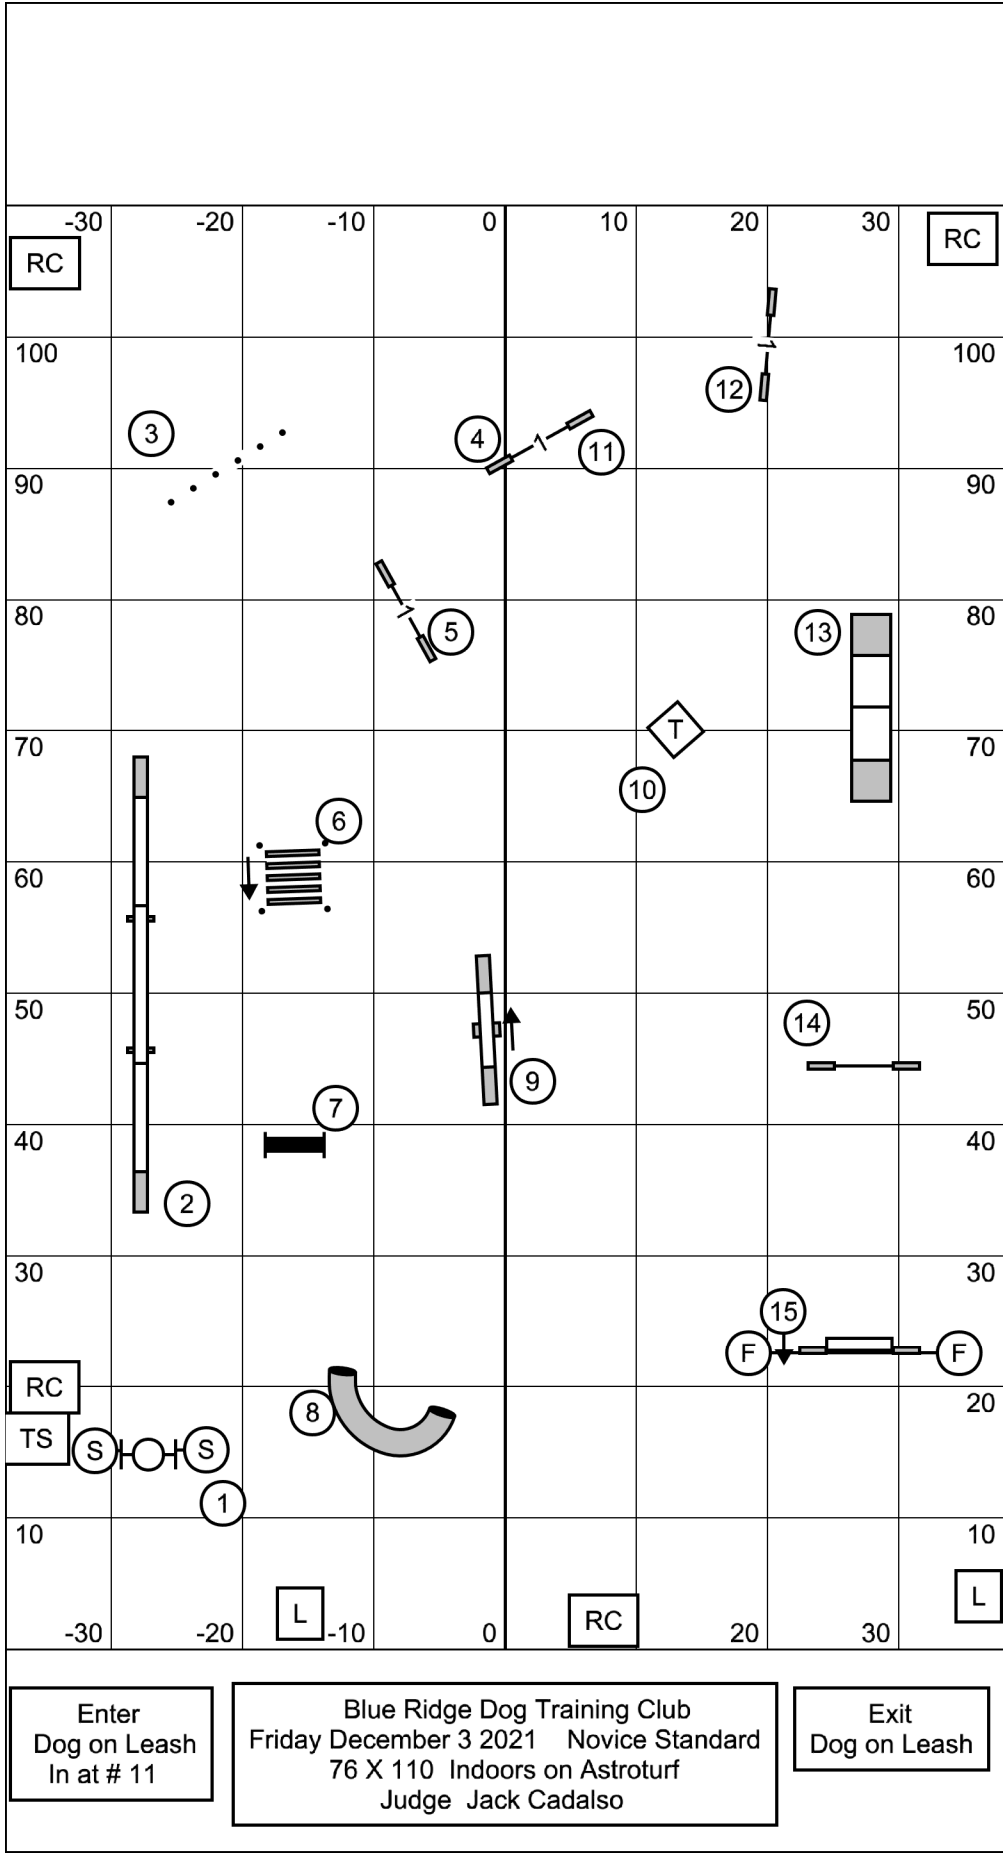 -30 -20 -10 0 10 20 30
RC
RC
100 1 100
12
3 4 1 11
90 90
80 80
1 5 13
T
70 70
10
6
60 60
50 50
14
9
7
40 40
2
30 30
15
F F
RC
20
8
TS
S S
1
10 10
L
L
RC
-30 -20 -10 0 20 30
Enter
Dog on Leash
In at # 11
Blue Ridge Dog Training Club
Friday December 3 2021 Novice Standard
76 X 110 Indoors on Astroturf
Judge Jack Cadalso
Exit
Dog on Leash